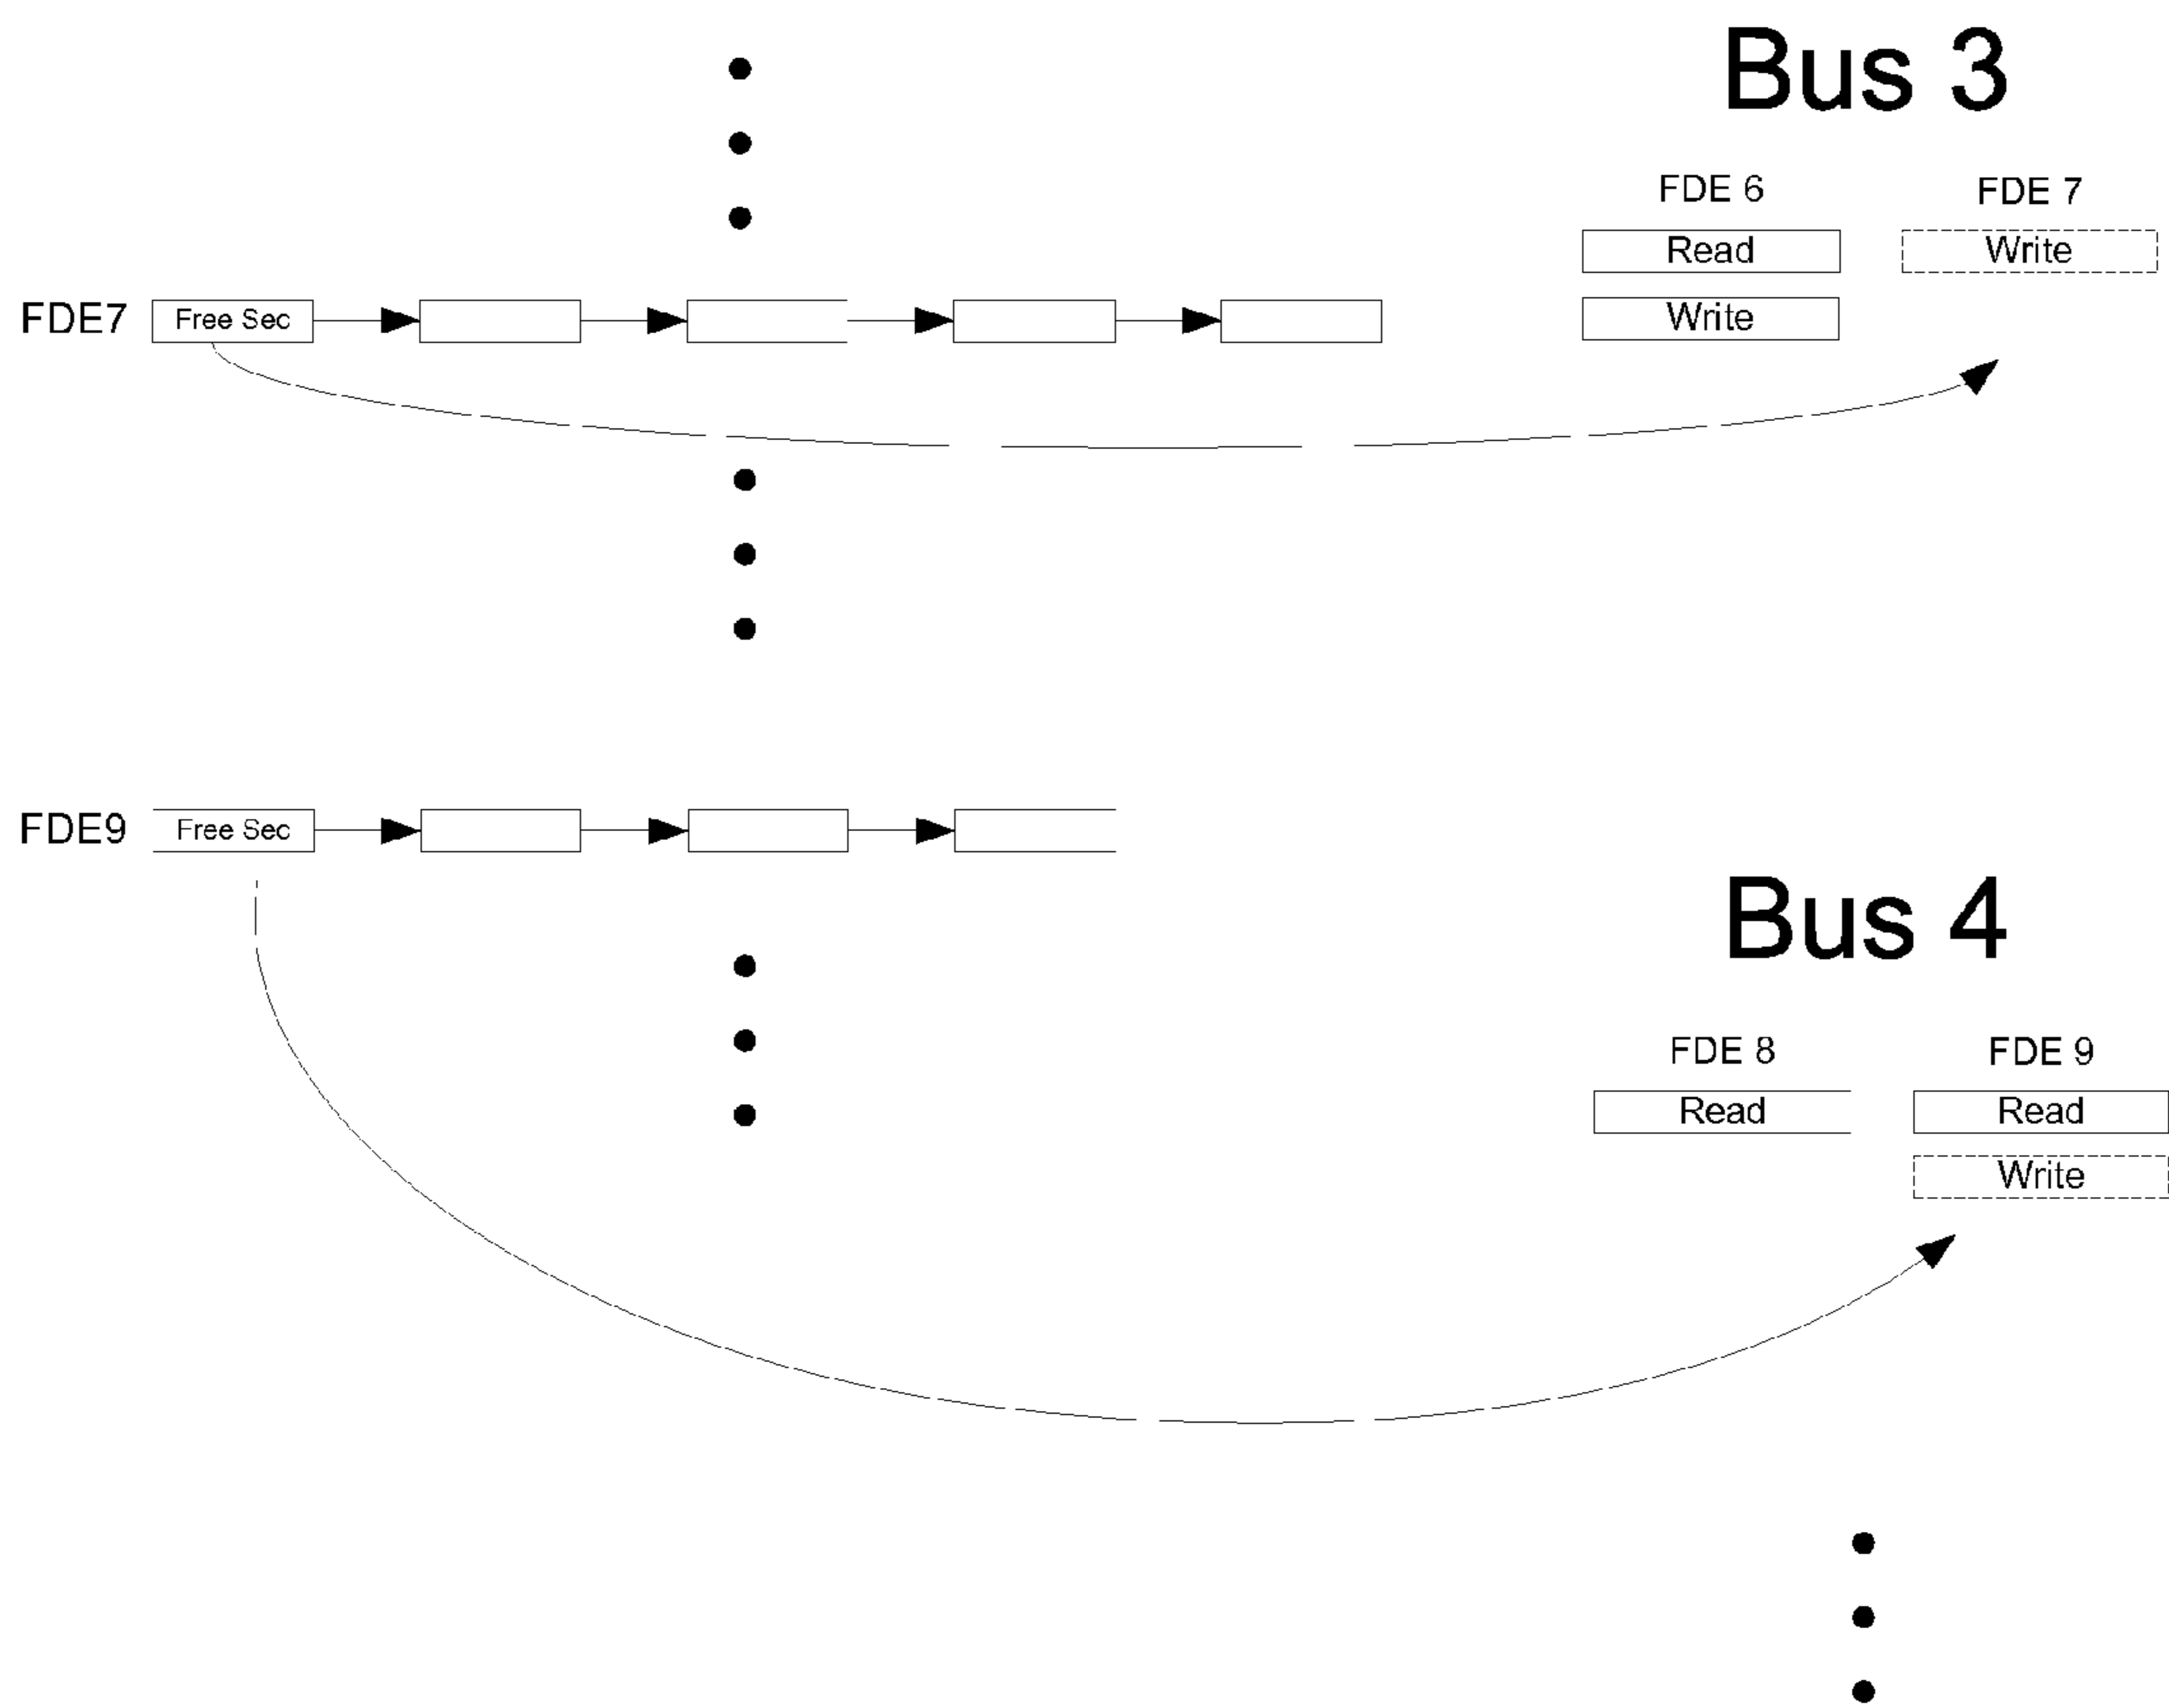 Bus 3
FDE 6 FDE 7
Read Write
FDE7 Free Sec Write
FDE9 Free Sec
Bus 4
FDE 8 FDE 9
Read Read
Write